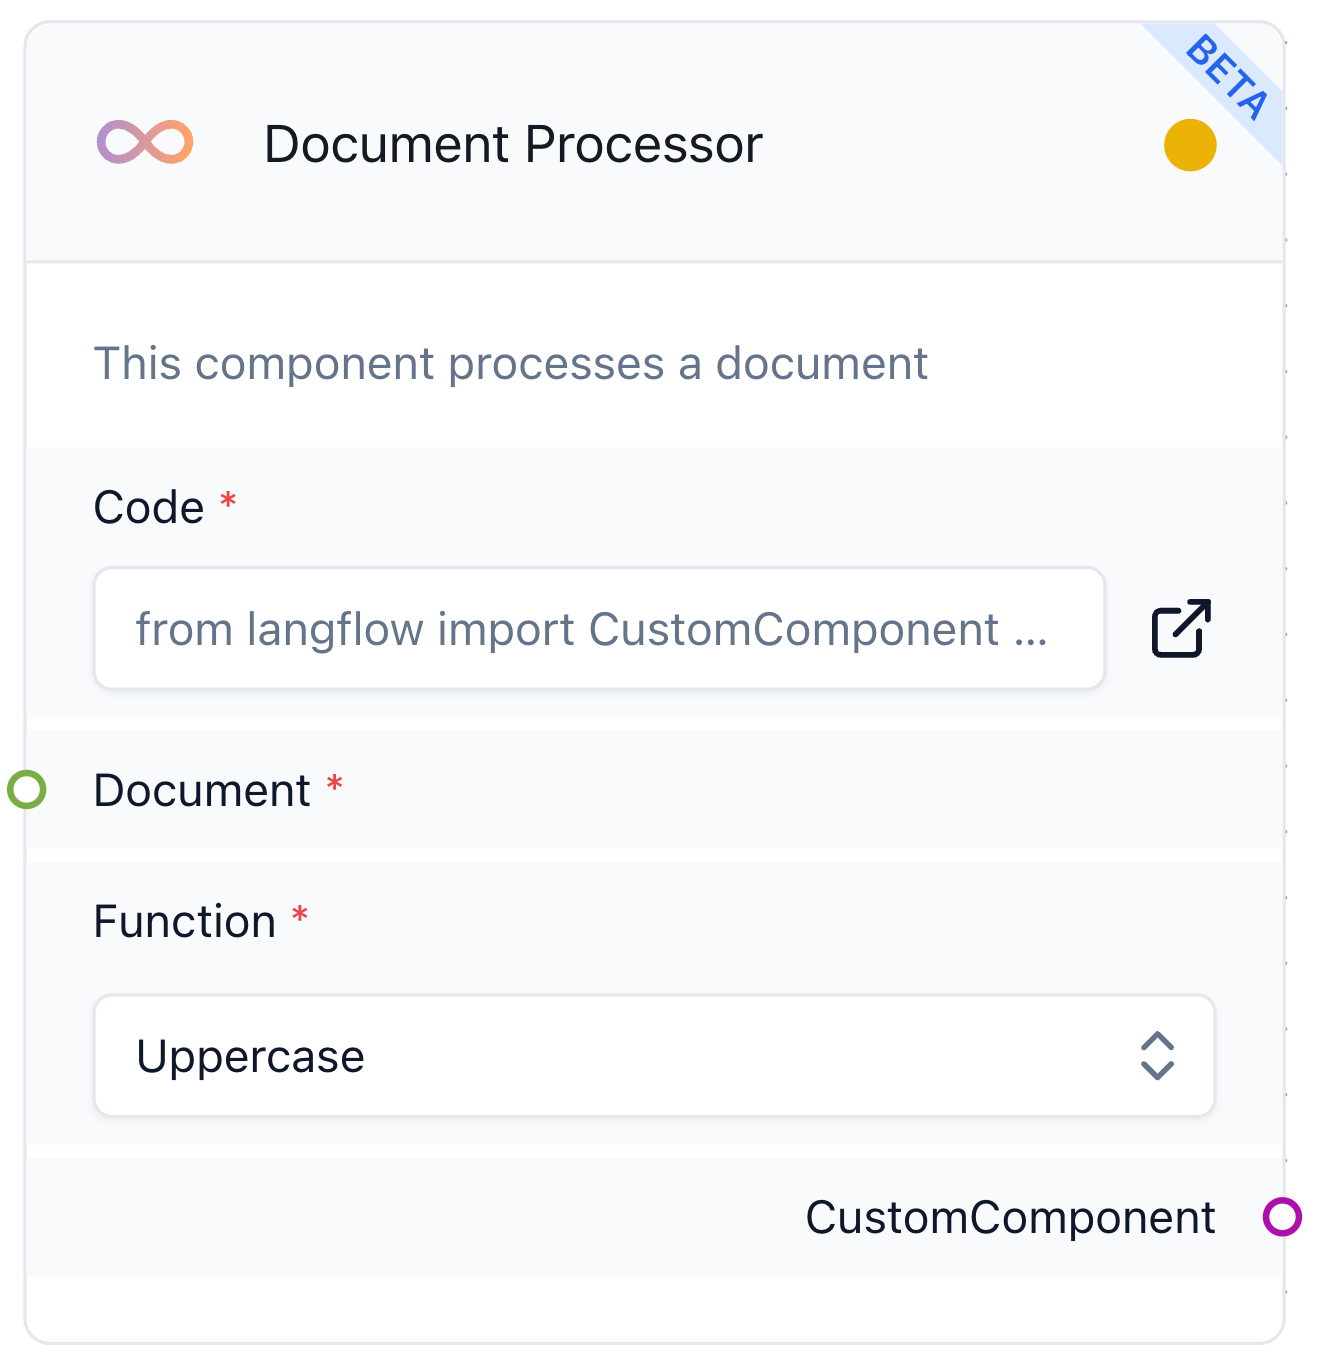 BETA
Document Processor
This component processes a document
Code *
from langflow import CustomComponent ...
Document *
Function *
Uppercase
CustomComponent